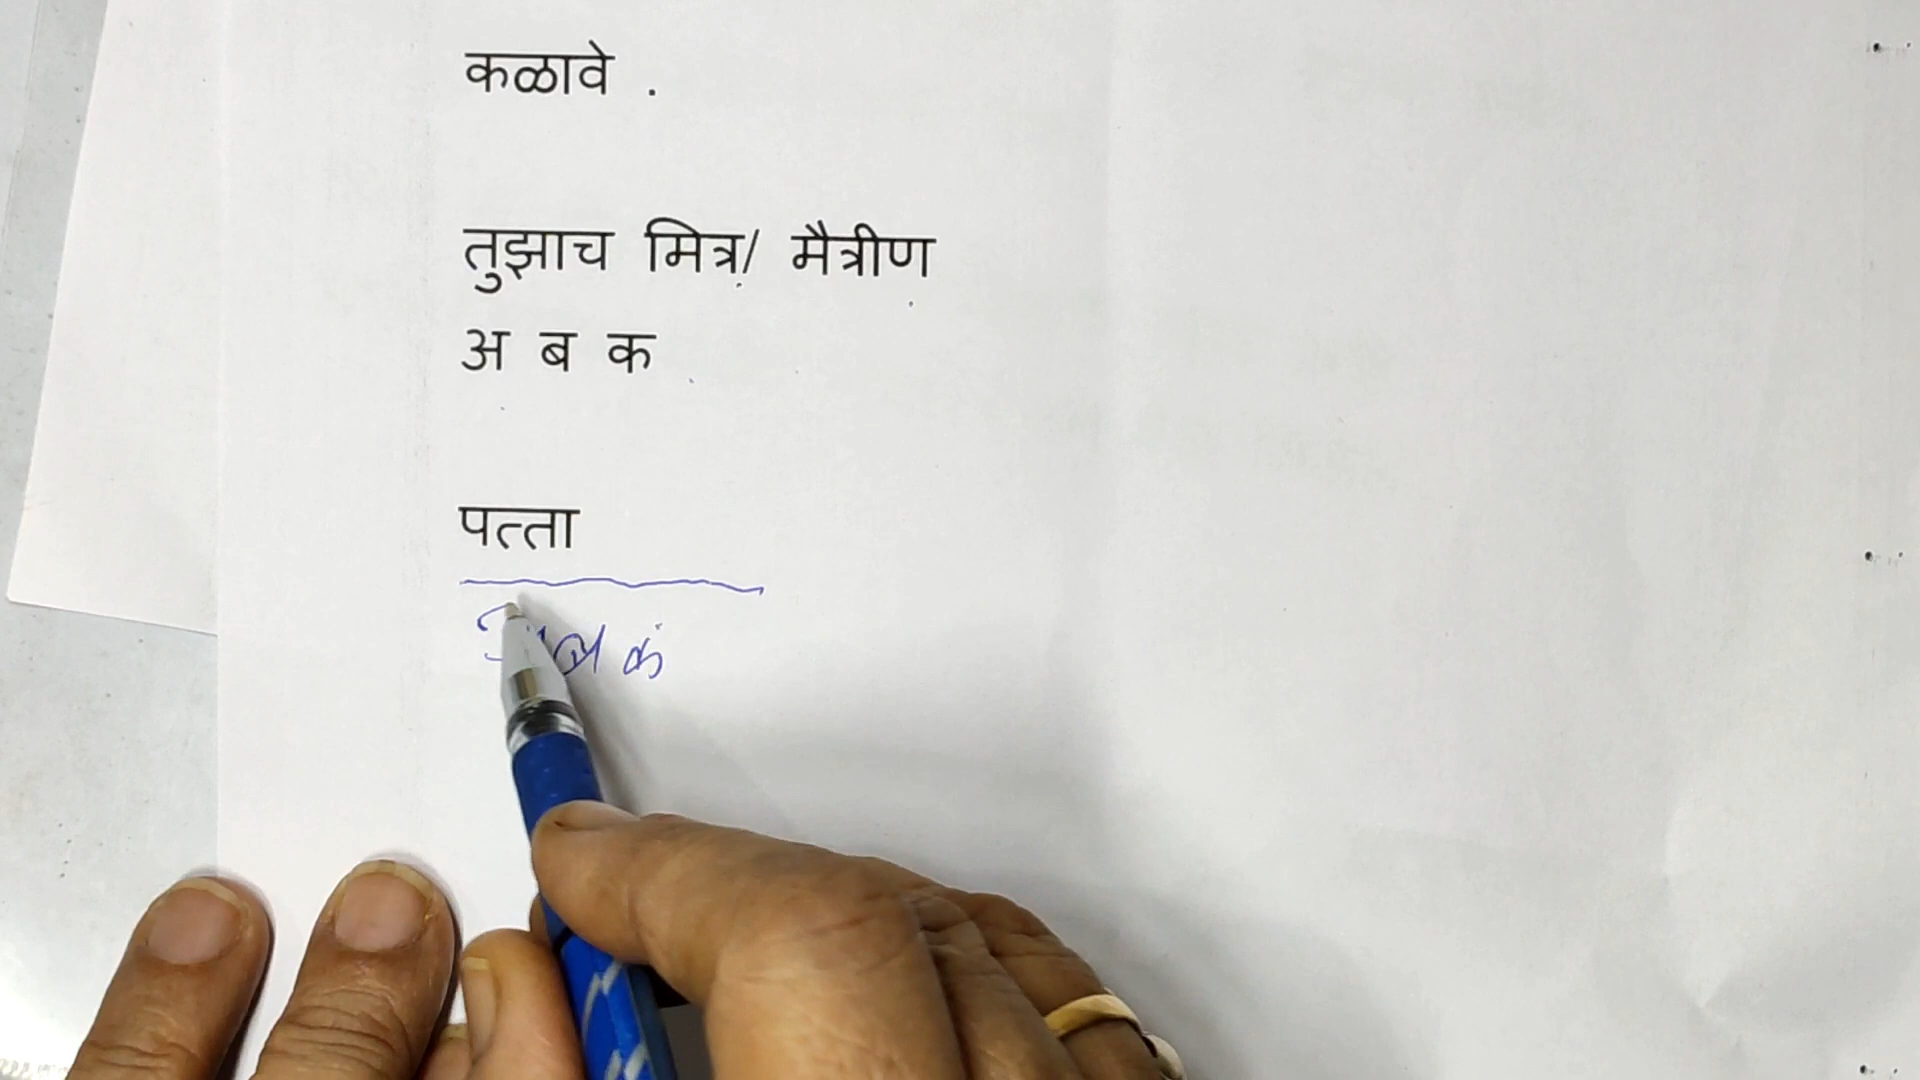 कळावे .
तुझाच मित्र/ मैत्रीण
अ ब क
पत्ता